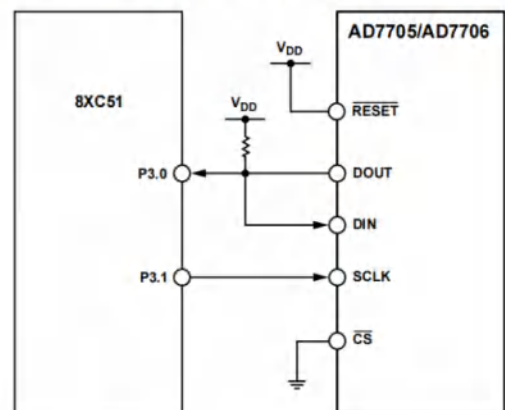 AD7705/AD7706
VDD
8XC51
VDD
RESET
P3.0
DOUT
DIN
P3.1
SCLK
CS